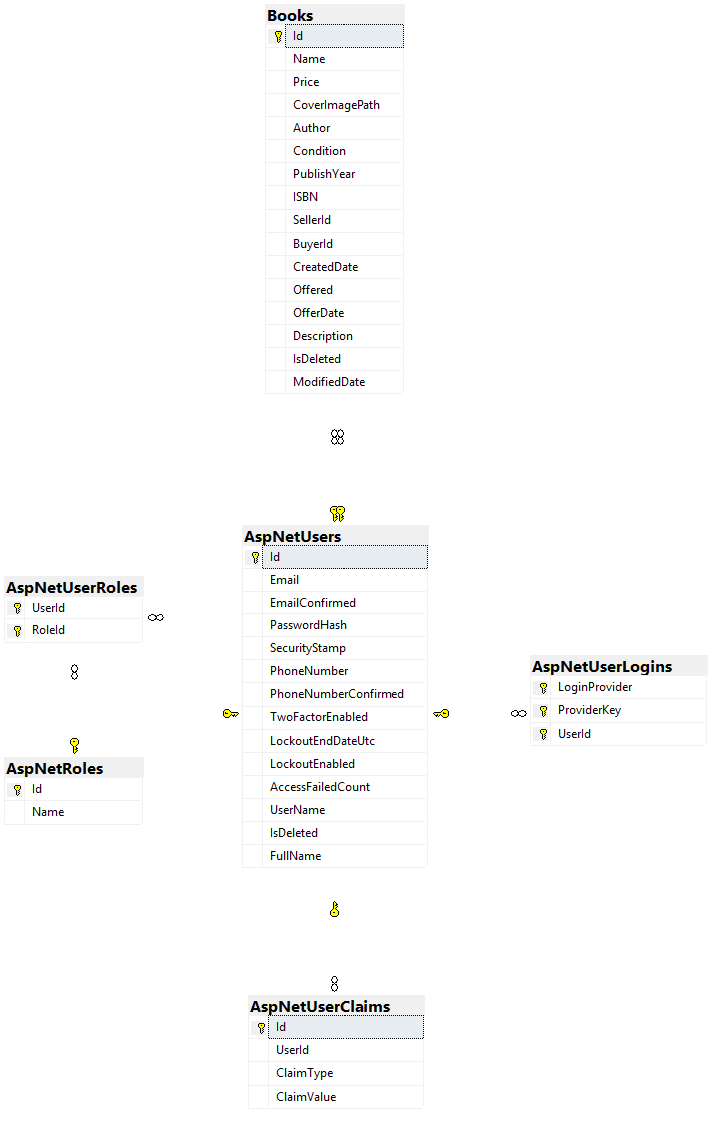 Books
Id
Name
Price
CoverImagePath
Author
Condition
PublishYear
ISBN
SellerId
BuyerId
CreatedDate
Offered
OfferDate
Description
IsDeleted
ModifiedDate
AspNetUsers
Id
Email
EmailConfirmed
PasswordHash
SecurityStamp
PhoneNumber
PhoneNumberConfirmed
TwoFactorEnabled
LockoutEndDateUtc
LockoutEnabled
AccessFailedCount
UserName
IsDeleted
FullName
AspNetUserRoles
UserId
RoleId
AspNetRoles
Id
Name
AspNetUserLogins
LoginProvider
ProviderKey
UserId
AspNetUserClaims
Id
UserId
ClaimType
ClaimValue